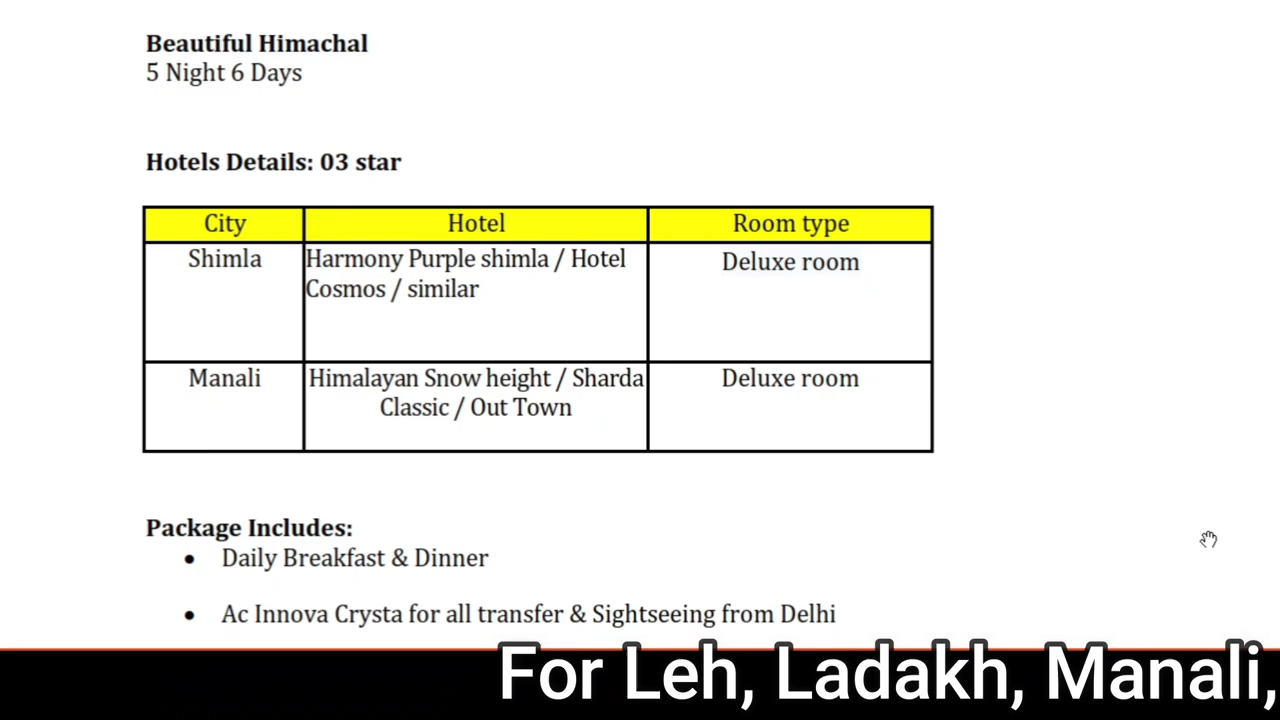 Beautiful Himachal
5 Night 6 Days
Hotels Details: 03 star
City Hotel Room type
Shimla Harmony Purple shimla / Hotel Deluxe room
Cosmos / similar
Manali Himalayan Snow height / Sharda Deluxe room
Classic / Out Town
Package Includes:
• Daily Breakfast & Dinner
• Ac Innova Crysta for all transfer & Sightseeing from Delhi
For Leh, Ladakh, Manali,